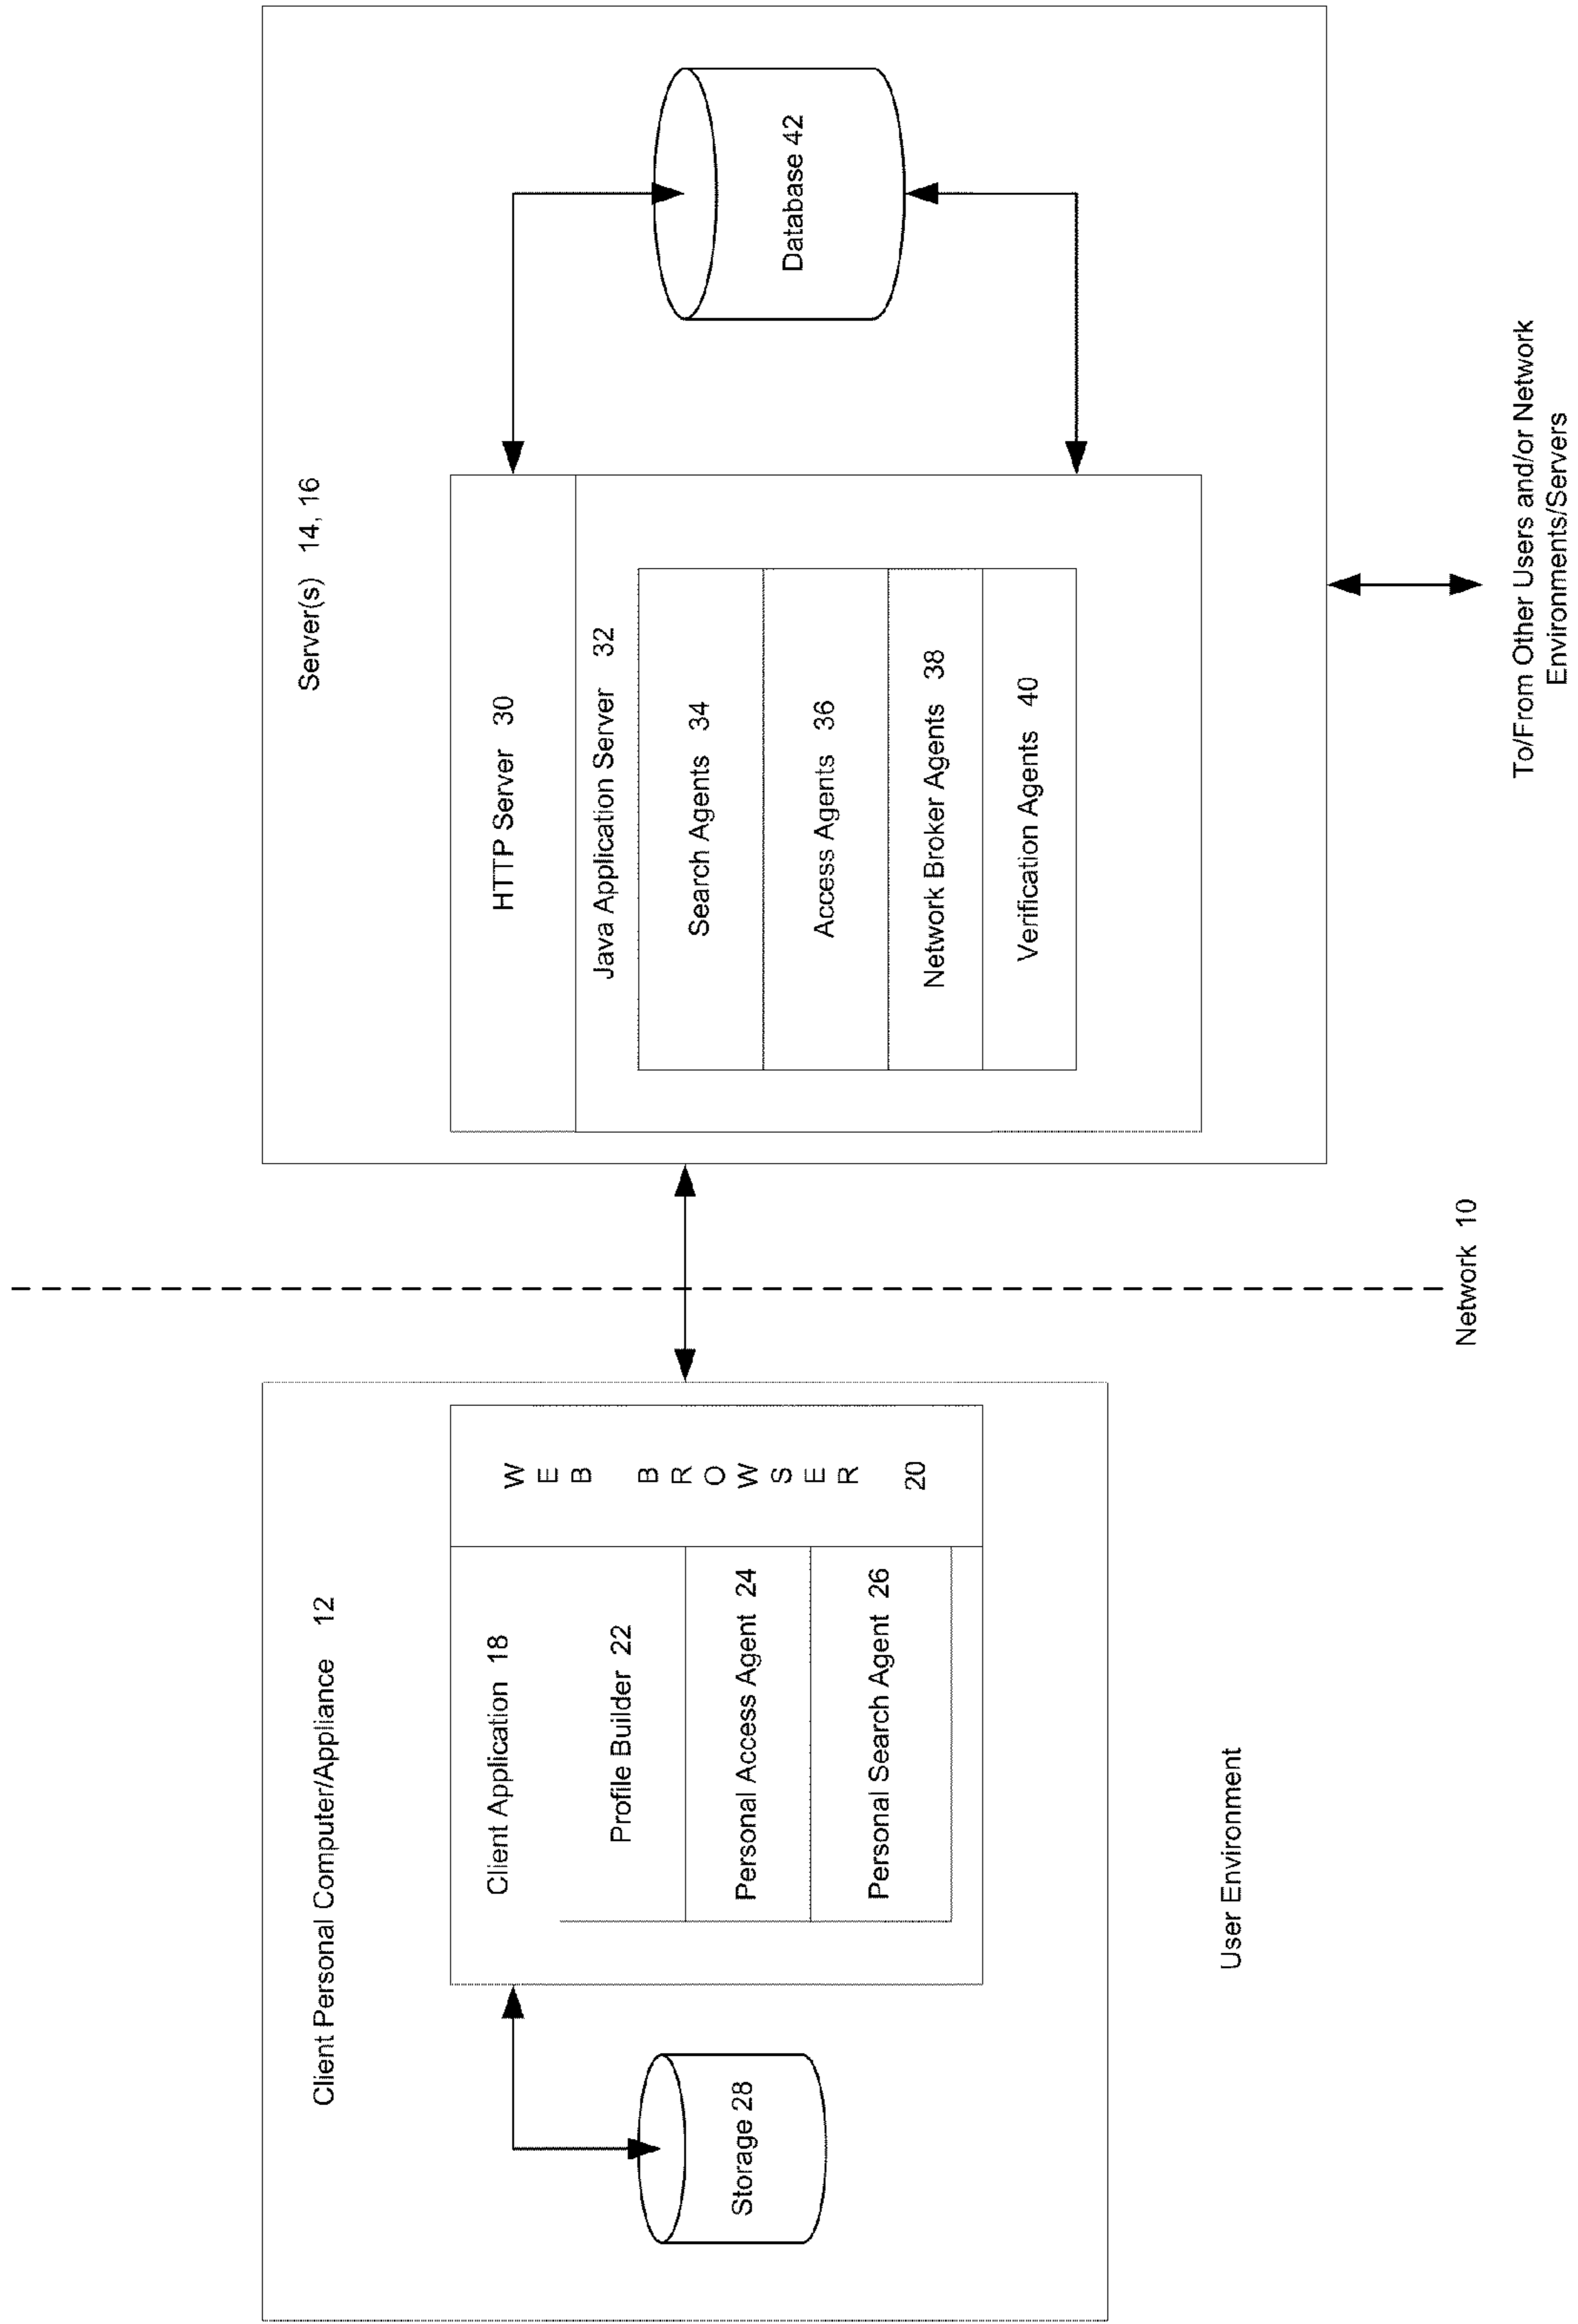 Client Personal Computer/Appliance 12
Client Application 18
Profile Builder 22
Personal Access Agent 24
Personal Search Agent 26
WEB BROWSER 20
Storage 28
User Environment
Network 10
Server(s) 14, 16
HTTP Server 30
Java Application Server 32
Search Agents 34
Access Agents 36
Network Broker Agents 38
Verification Agents 40
Database 42
To/From Other Users and/or Network
Environments/Servers